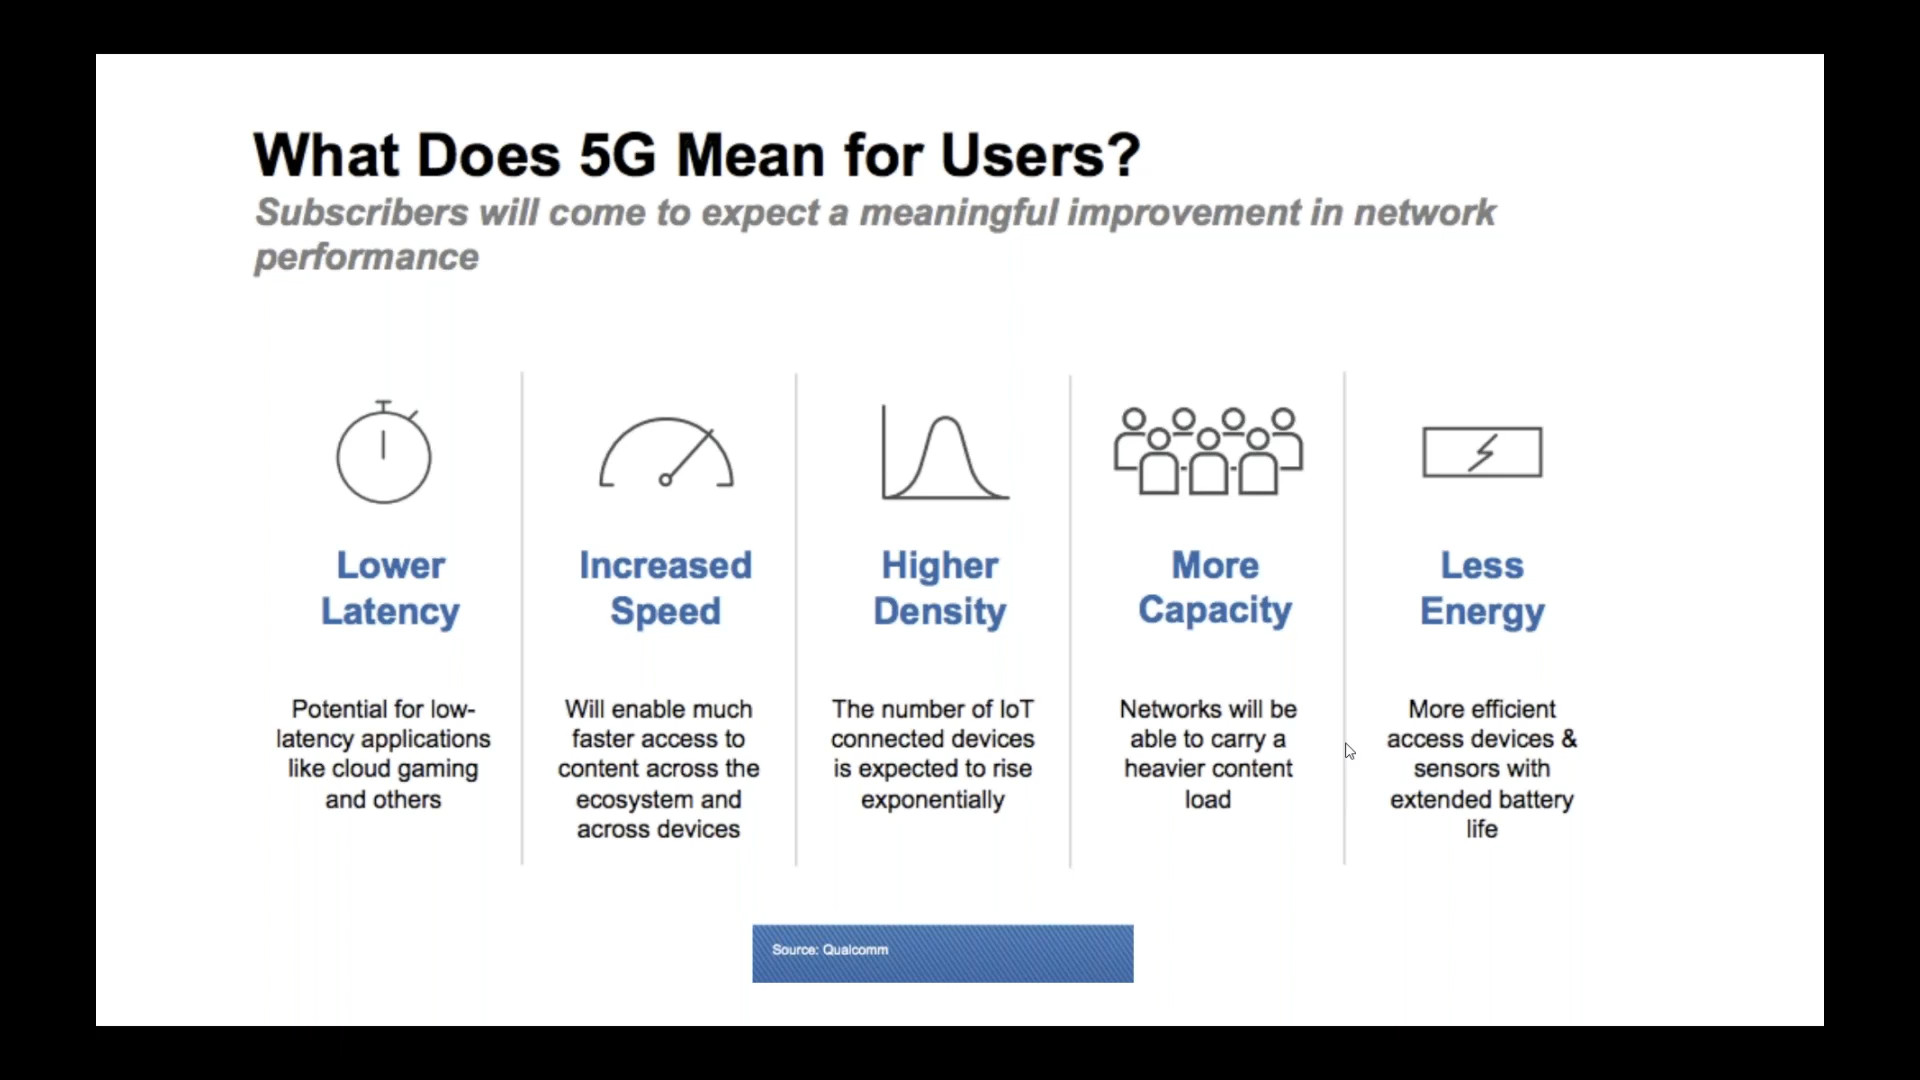 What Does 5G Mean for Users?
Subscribers will come to expect a meaningful improvement in network
performance
Lower
Latency
Potential for low-
latency applications
like cloud gaming
and others
Increased
Speed
Will enable much
faster access to
content across the
ecosystem and
across devices
Higher
Density
The number of IoT
connected devices
is expected to rise
exponentially
More
Capacity
Networks will be
able to carry a
heavier content
load
Less
Energy
More efficient
access devices &
sensors with
extended battery
life
Source: Qualcomm